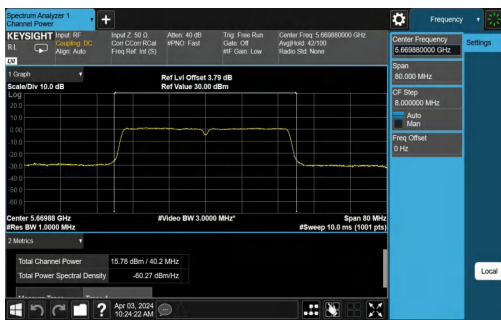 Spectrum Analyzer 1
Channel Power
Frequency
Settings
KEYSIGHT
Input: RF
Coupling: DC
Align: Auto
Input Z: 50 Ω
Corr CCorr RCal
Freq Ref: Int (S)
Atten: 40 dB
#PNO: Fast
Trig: Free Run
Gate: Off
#IF Gain: Low
Center Freq: 5.669880000 GHz
Avg|Hold: 42/100
Radio Std: None
RL
LW
Center Frequency
5.669880000 GHz
Span
80.000 MHz
CF Step
8.000000 MHz
Auto
Man
Freq Offset
0 Hz
Local
1 Graph
Scale/Div 10.0 dB
Ref Lvl Offset 3.79 dB
Ref Value 30.00 dBm
Log
20.0
10.0
0.00
-10.0
-20.0
-30.0
-40.0
-50.0
-60.0
Center 5.66988 GHz
#Video BW 3.0000 MHz*
Span 80 MHz
#Res BW 1.0000 MHz
#Sweep 10.0 ms (1001 pts)
2 Metrics
Total Channel Power 15.78 dBm / 40.2 MHz
Total Power Spectral Density -60.27 dBm/Hz
?
Apr 03, 2024
10:24:22 AM